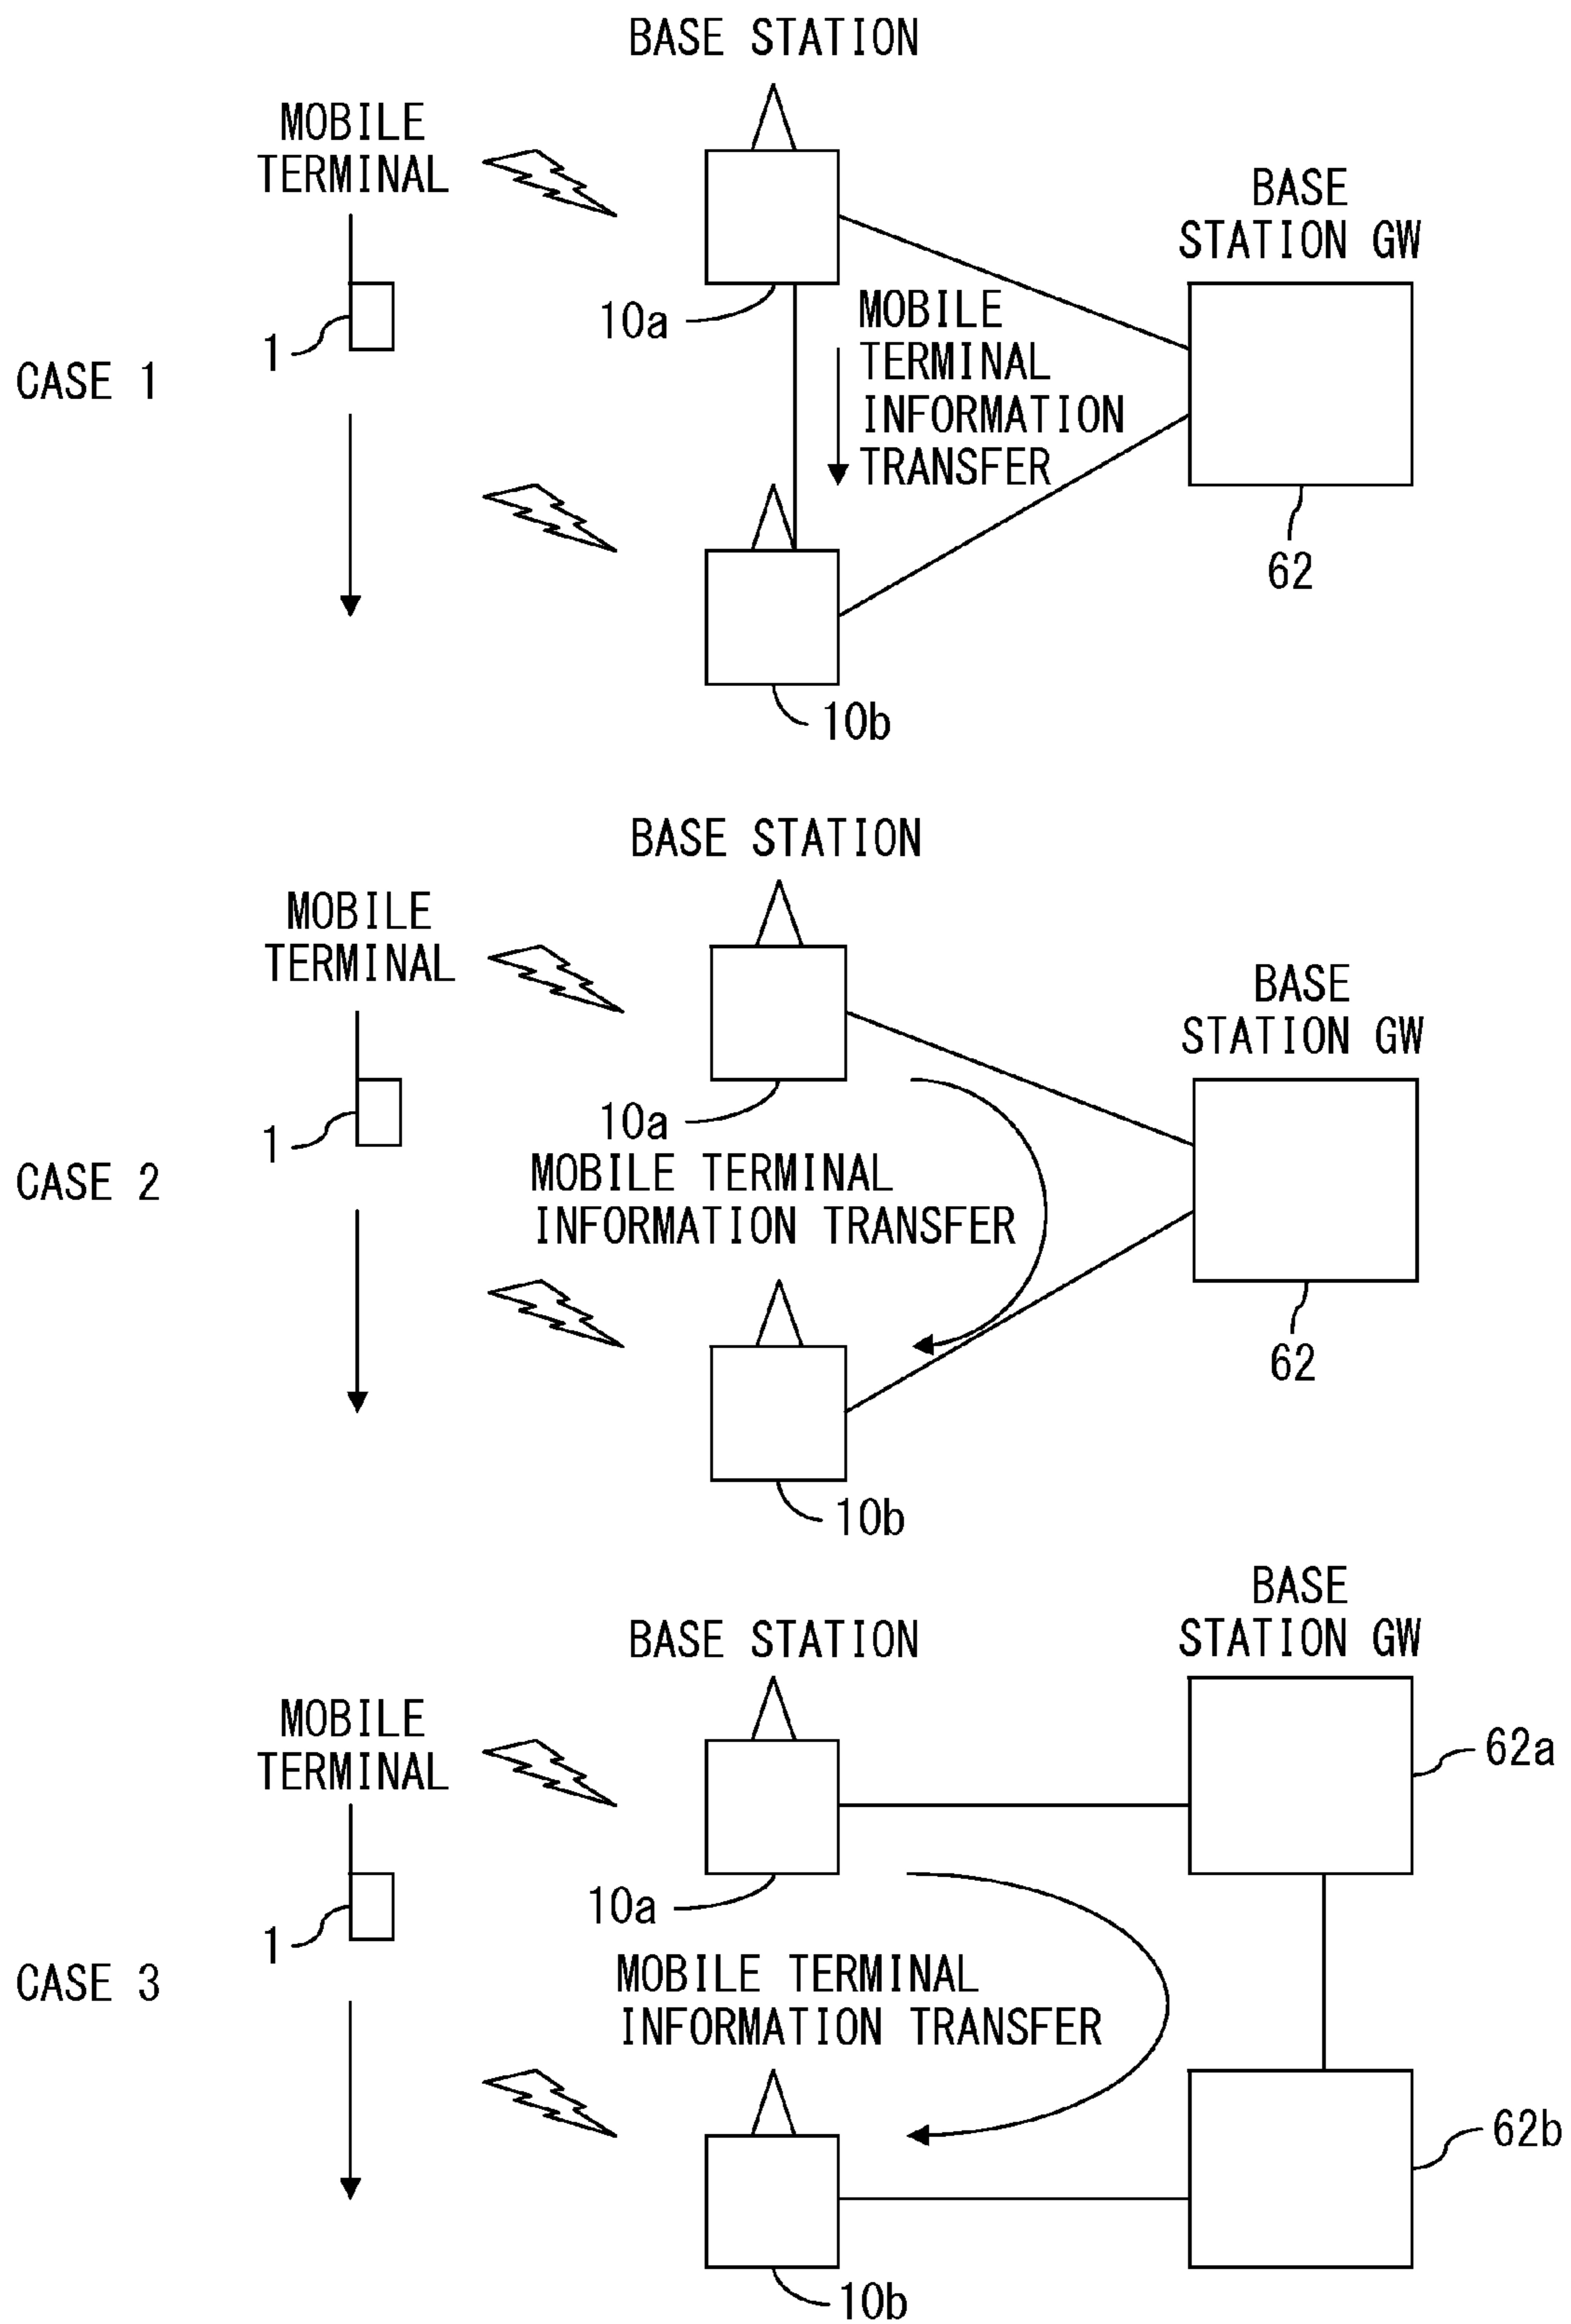 BASE STATION
MOBILE
TERMINAL
BASE
STATION GW
10a
MOBILE
TERMINAL
INFORMATION
TRANSFER
1
CASE 1
62
10b
BASE STATION
MOBILE
TERMINAL
BASE
STATION GW
10a
1
MOBILE TERMINAL
INFORMATION TRANSFER
CASE 2
62
10b
BASE
STATION GW
BASE STATION
MOBILE
TERMINAL
62a
10a
1
MOBILE TERMINAL
INFORMATION TRANSFER
CASE 3
62b
10b